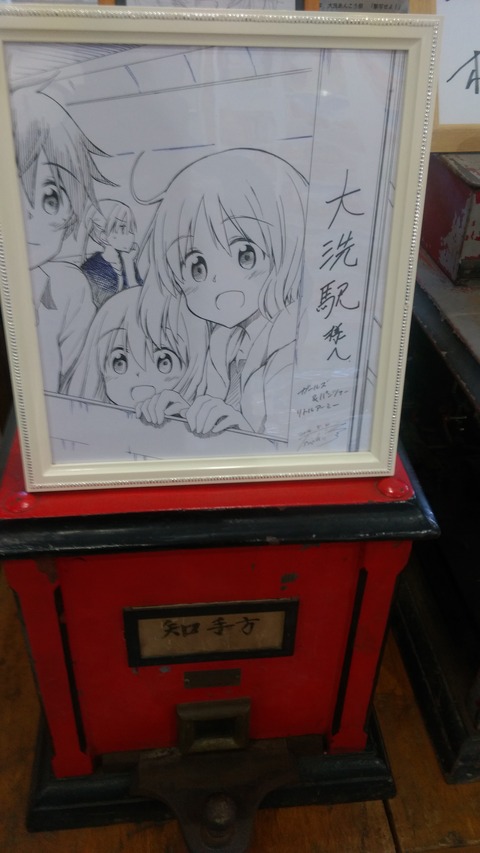 大洗駅様へ
ガールズ
&パンツァー
リトルアーミー
知手方